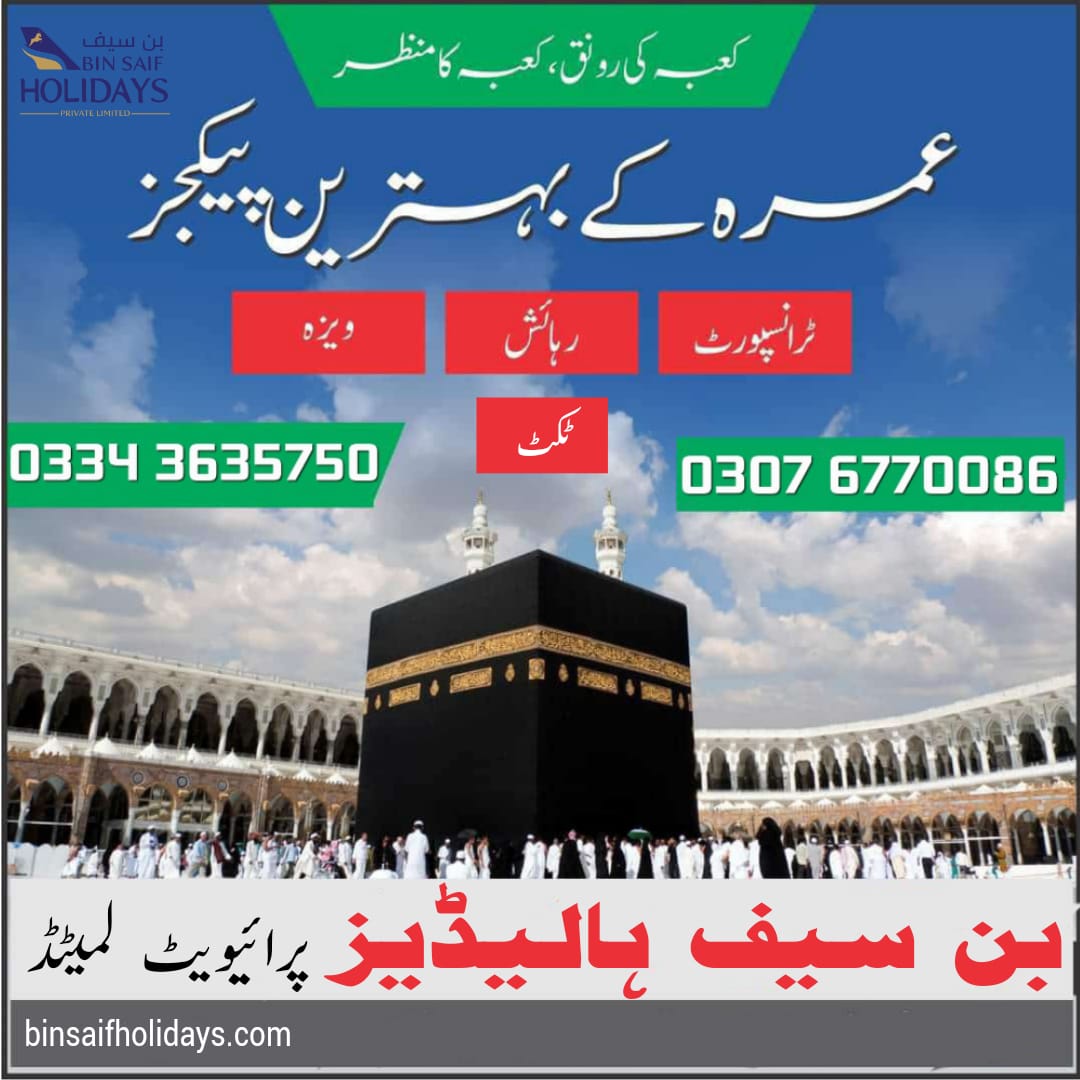 بن سيف
BIN SAIF
HOLIDAYS
PRIVATE LIMITED
کعبہ کی رونق، کعبہ کا منظر
عمرہ کے بہترین پیکجز
ٹرانسپورٹ
رہائش
ویزہ
ٹکٹ
0334 3635750
0307 6770086
بن سیف ہالیڈیز پرائیویٹ لمیٹڈ
binsaifholidays.com